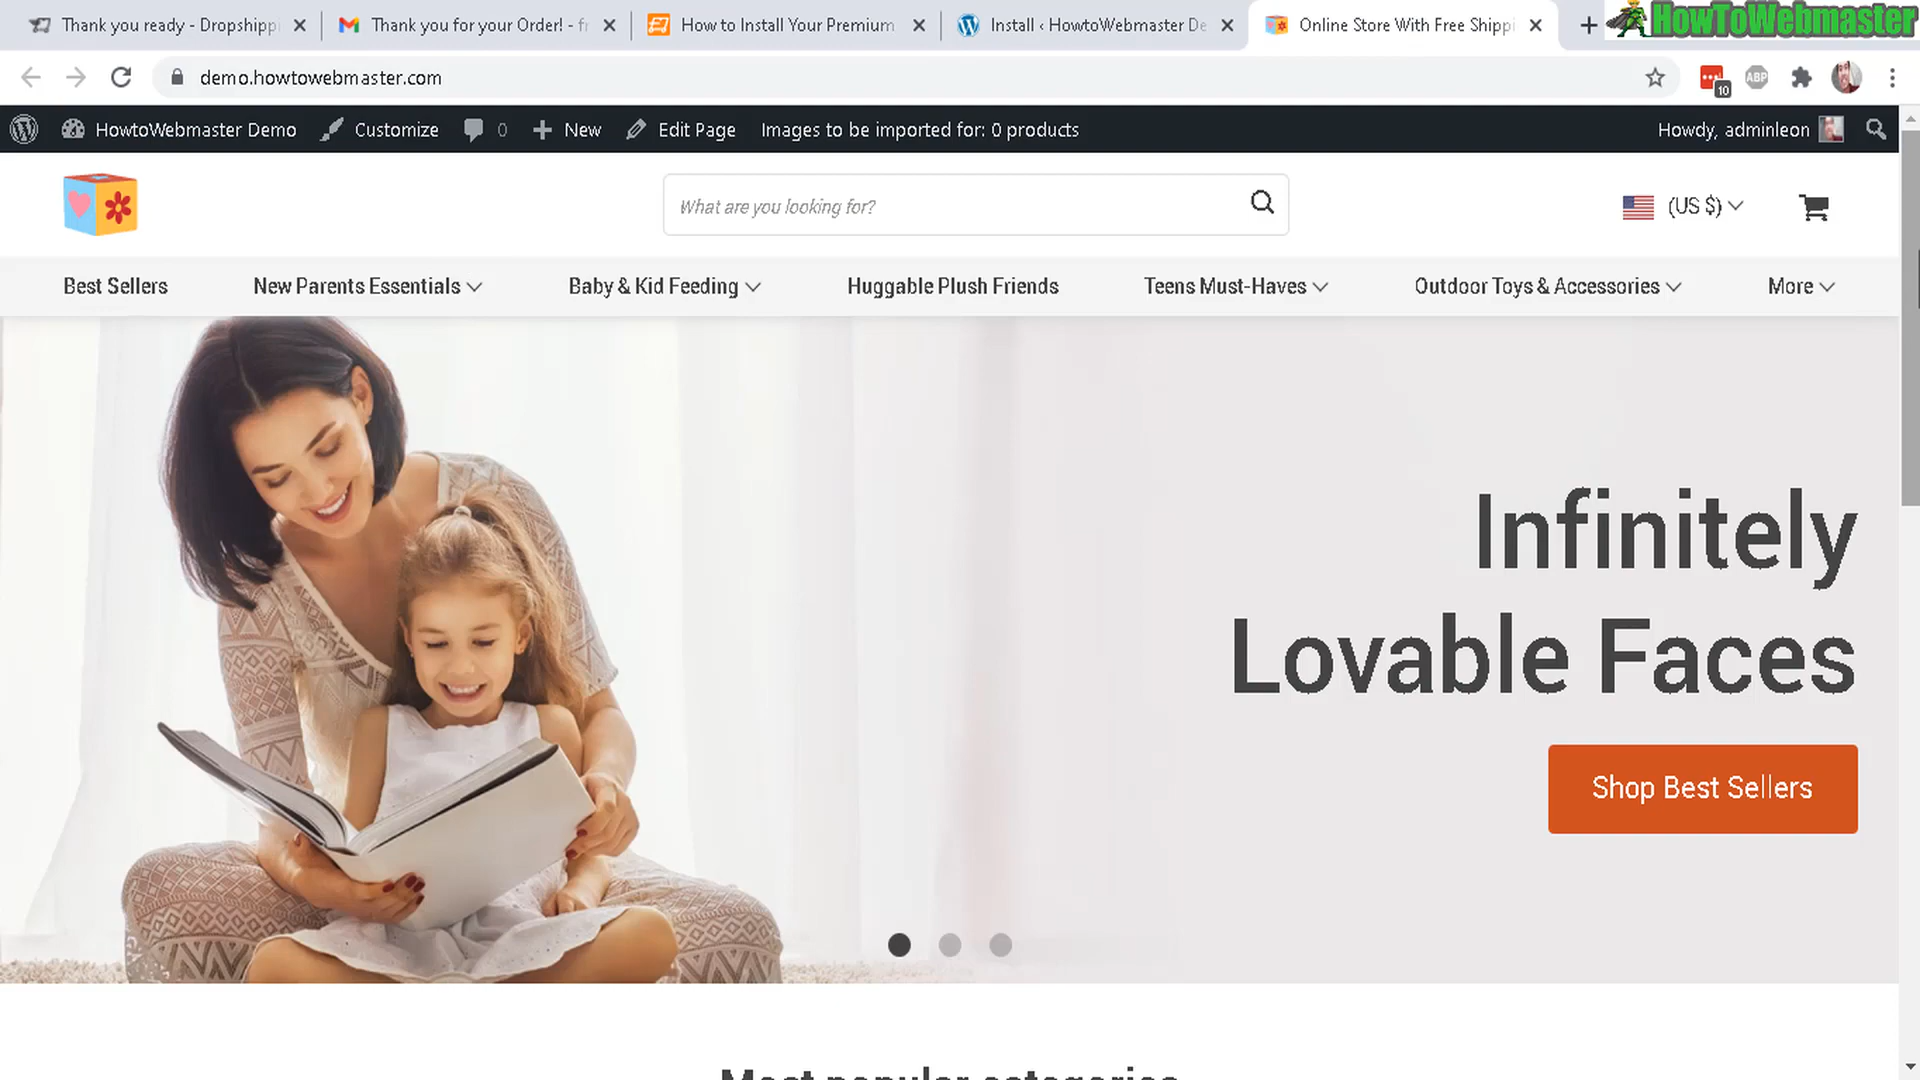 Thank you ready - Dropshippi
Thank you for your Order! - fr
How to Install Your Premium
Install ‹ HowtoWebmaster De
Online Store With Free Shippi
HowToWebmaster
demo.howtowebmaster.com
10
ABP
HowtoWebmaster Demo
Customize
0
New
Edit Page
Images to be imported for: 0 products
Howdy, adminleon
What are you looking for?
(US $)
Best Sellers
New Parents Essentials
Baby & Kid Feeding
Huggable Plush Friends
Teens Must-Haves
Outdoor Toys & Accessories
More
Infinitely
Lovable Faces
Shop Best Sellers
Most popular categories